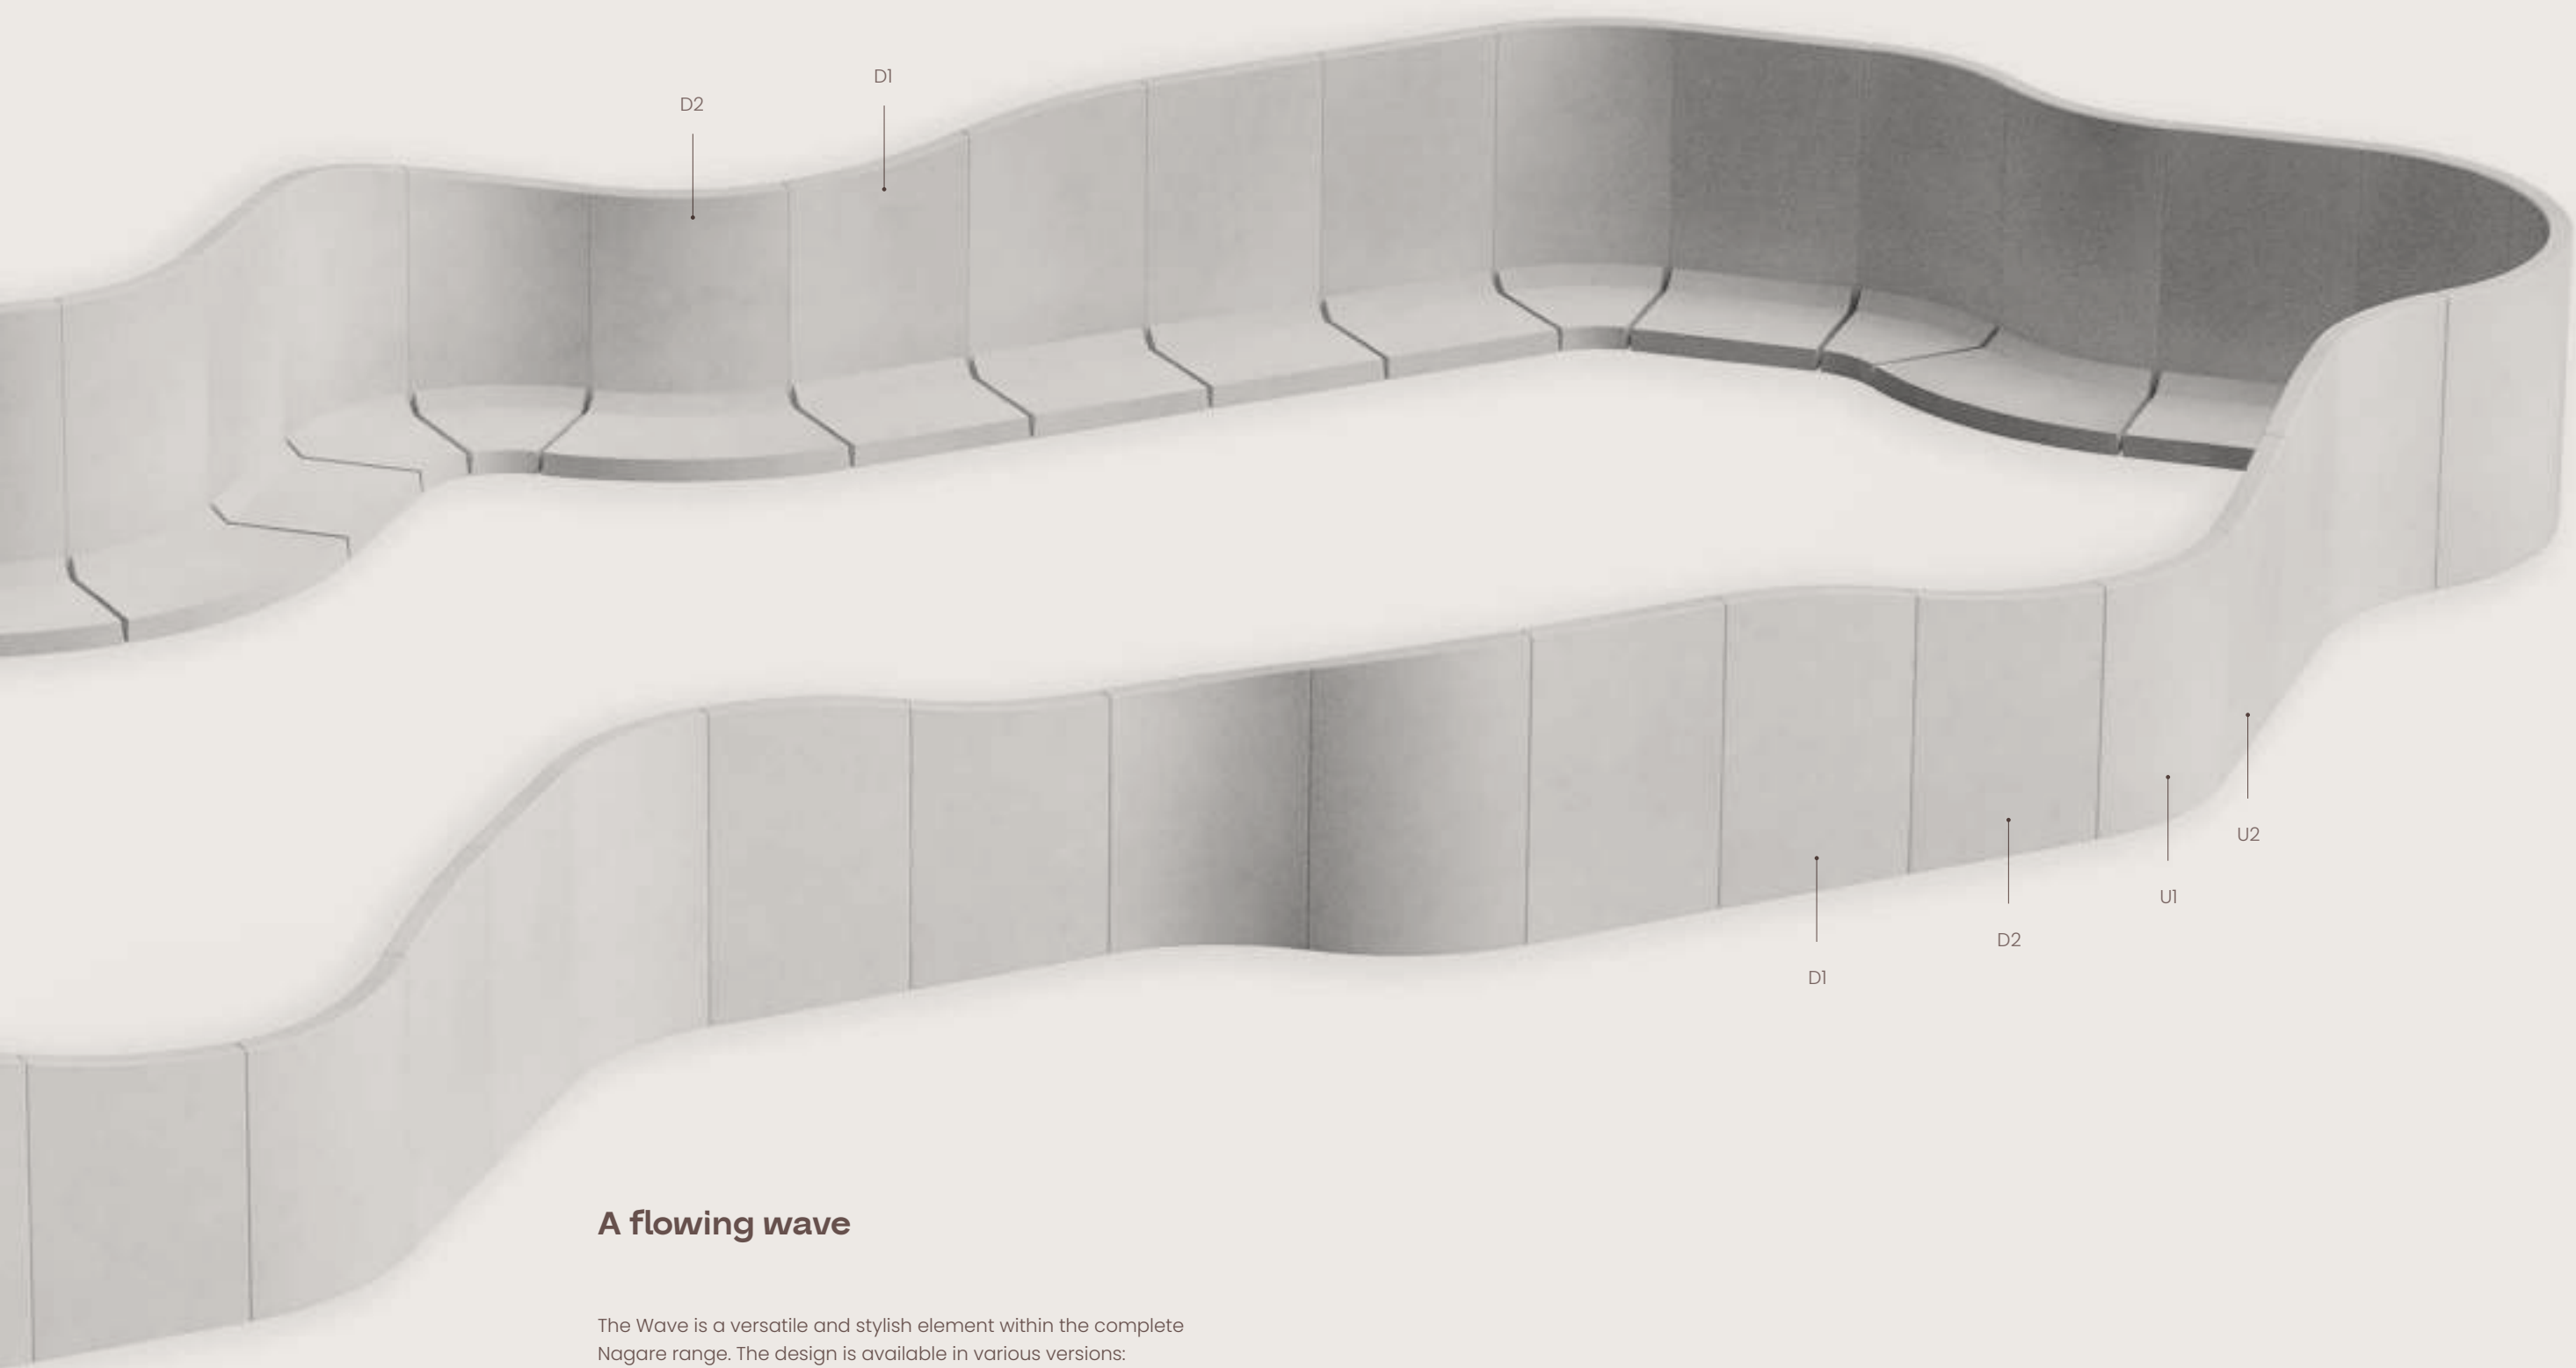 D1
D2
U2
U1
D2
D1
A flowing wave
The Wave is a versatile and stylish element within the complete
Nagare range. The design is available in various versions: